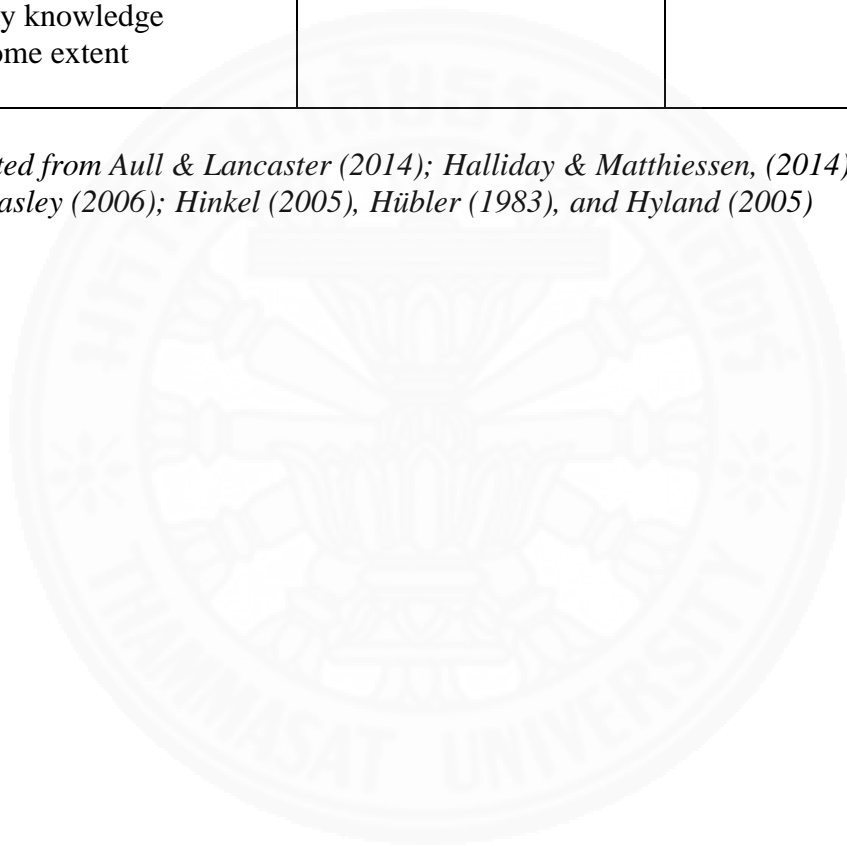 y knowledge
ome extent
ted from Aull & Lancaster (2014); Halliday & Matthiessen, (2014)
asley (2006); Hinkel (2005), Hübler (1983), and Hyland (2005)
THAMMASAT UNIVERSITY